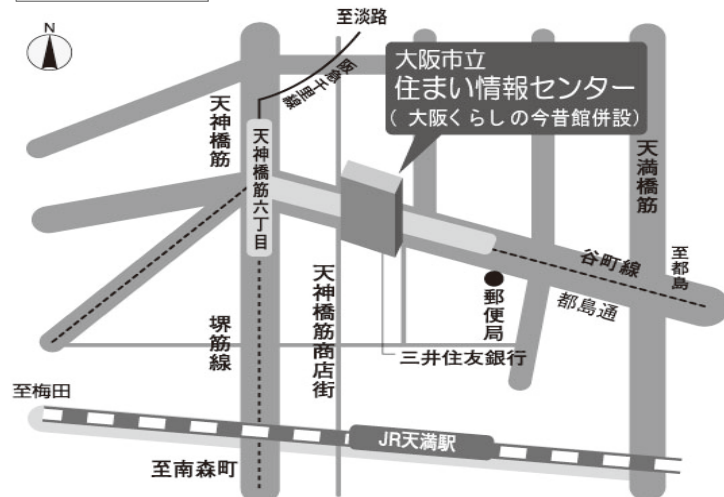 至淡路
N
阪急千里線
大阪市立
住まい情報センター
(大阪くらしの今昔館併設)
天神橋筋
天神橋筋六丁目
天満橋筋
谷町線
至都島
都島通
郵便局
堺筋線
天神橋筋商店街
三井住友銀行
至梅田
JR天満駅
至南森町